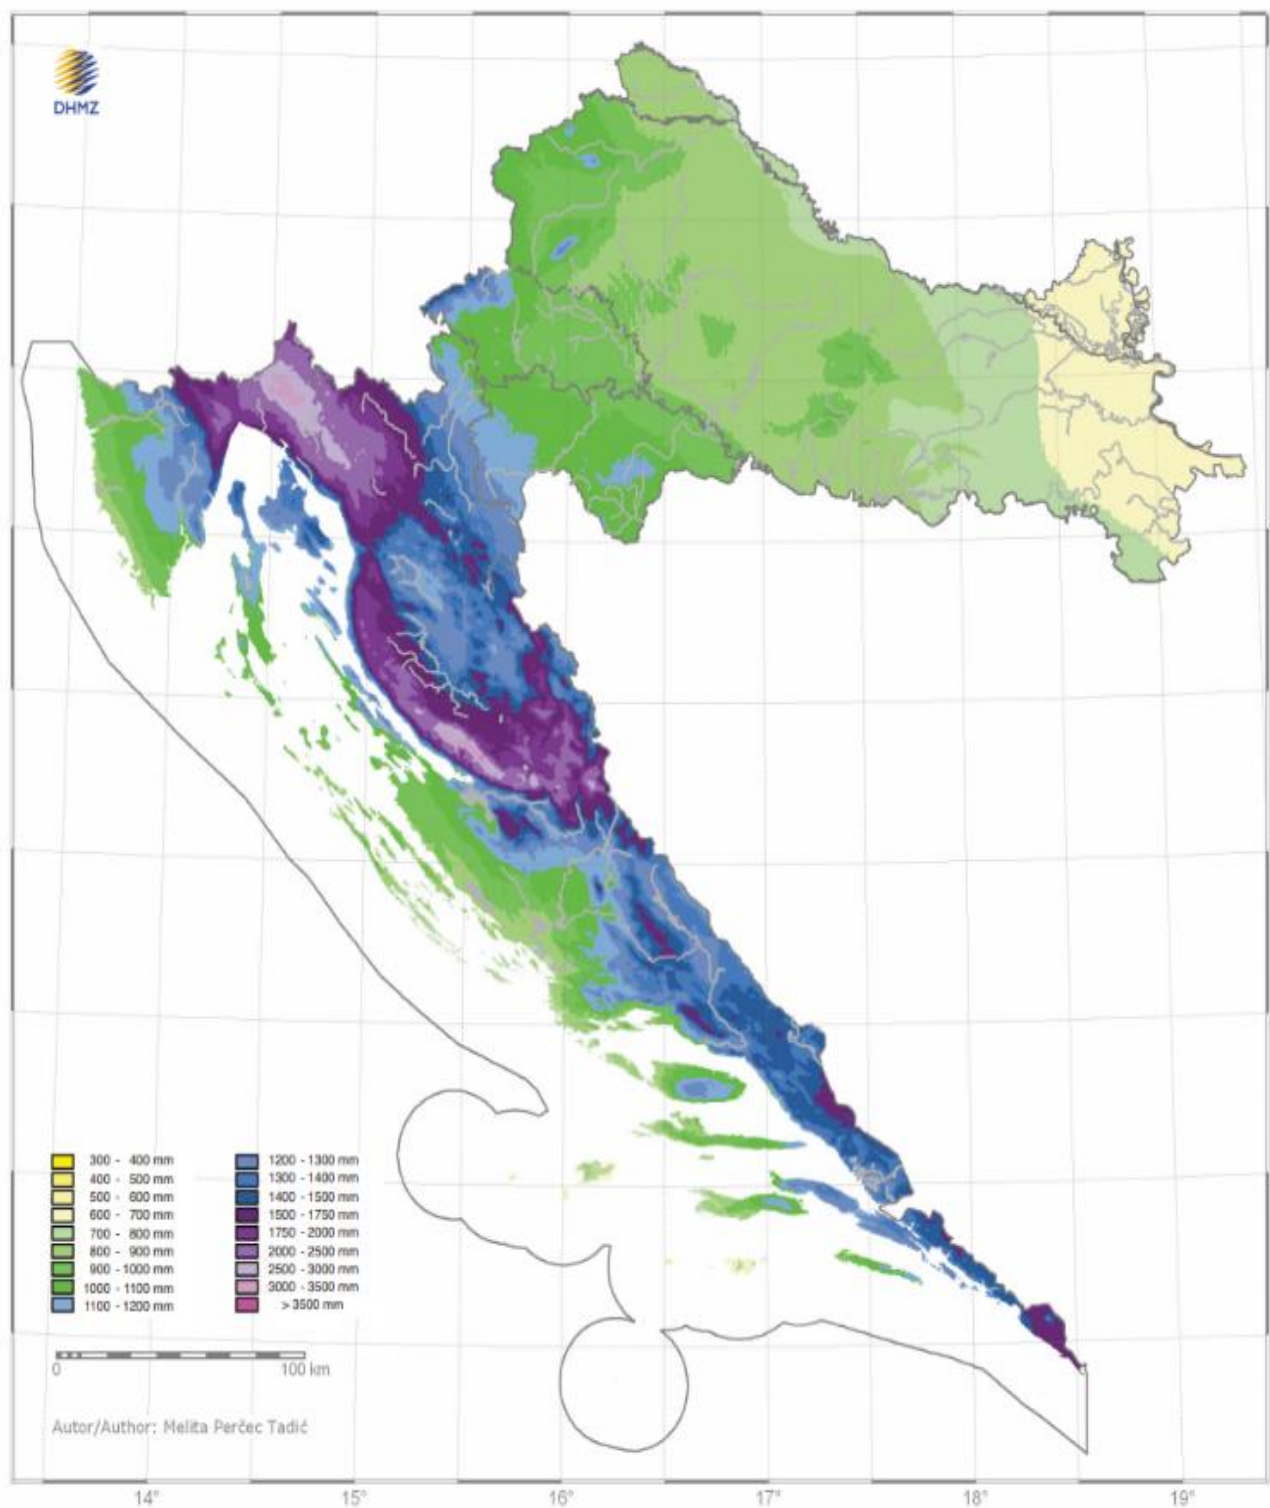 DHMZ
300 - 400 mm
400 - 500 mm
500 - 600 mm
600 - 700 mm
700 - 800 mm
800 - 900 mm
900 - 1000 mm
1000 - 1100 mm
1100 - 1200 mm
1200 - 1300 mm
1300 - 1400 mm
1400 - 1500 mm
1500 - 1750 mm
1750 - 2000 mm
2000 - 2500 mm
2500 - 3000 mm
3000 - 3500 mm
> 3500 mm
0 100 km
Autor/Author: Melita Perčec Tadić
14° 15° 16° 17° 18° 19°